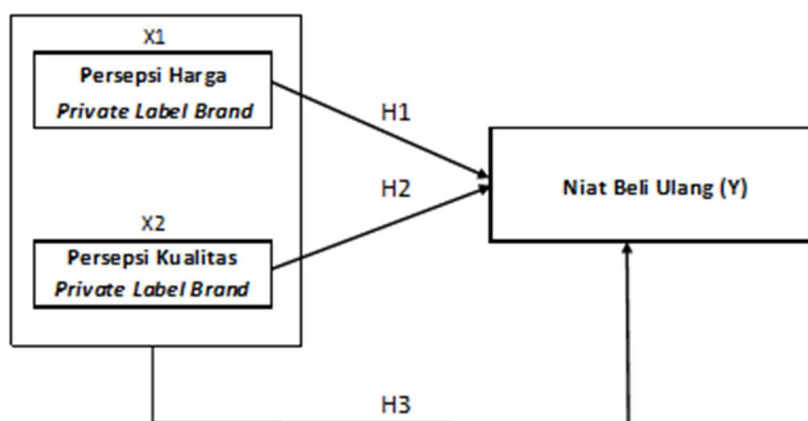 X1
Persepsi Harga
Private Label Brand
H1
H2
Niat Beli Ulang (Y)
X2
Persepsi Kualitas
Private Label Brand
H3